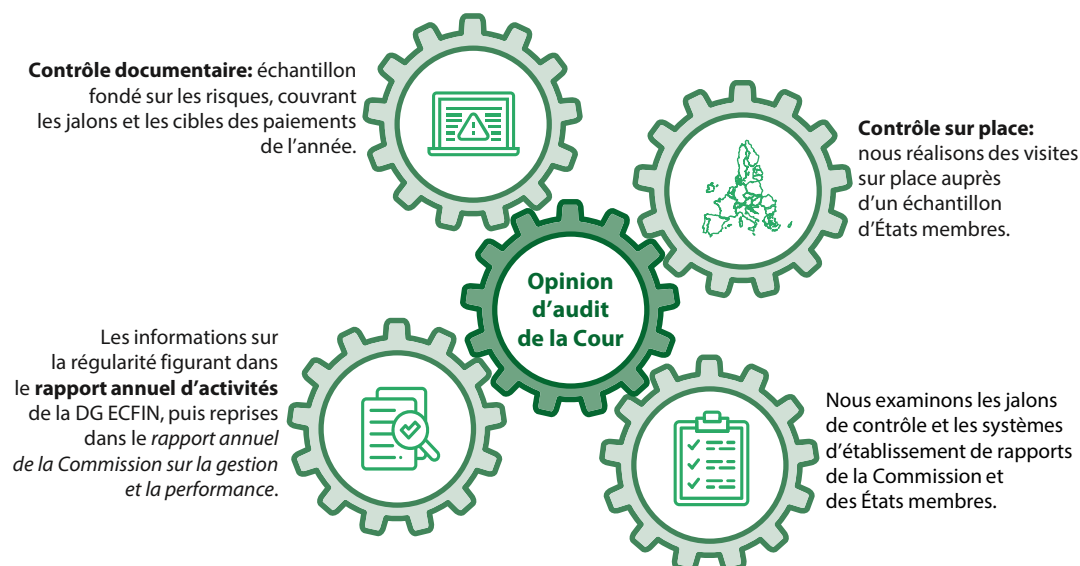 Contrôle documentaire: échantillon
fondé sur les risques, couvrant
les jalons et les cibles des paiements
de l’année.
Contrôle sur place:
nous réalisons des visites
sur place auprès
d’un échantillon
d’États membres.
Opinion
d’audit
de la Cour
Les informations sur
la régularité figurant dans
le rapport annuel d’activités
de la DG ECFIN, puis reprises
dans le rapport annuel
de la Commission sur la gestion
et la performance.
Nous examinons les jalons
de contrôle et les systèmes
d’établissement de rapports
de la Commission et
des États membres.